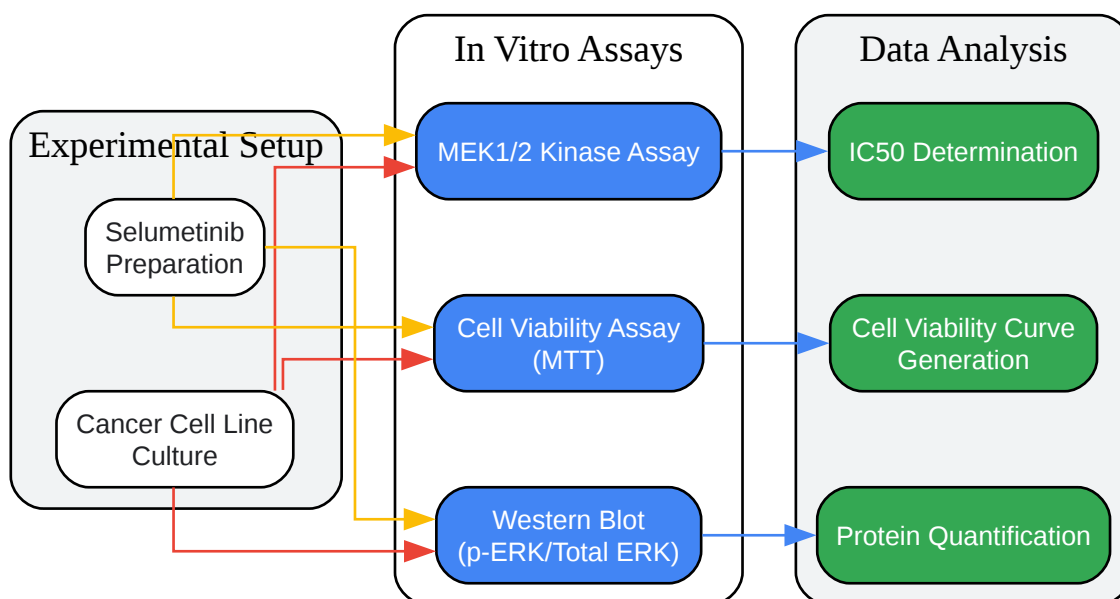 Experimental Setup
Selumetinib
Preparation
Cancer Cell Line
Culture
In Vitro Assays
MEK1/2 Kinase Assay
Cell Viability Assay
(MTT)
Western Blot
(p-ERK/Total ERK)
Data Analysis
IC50 Determination
Cell Viability Curve
Generation
Protein Quantification